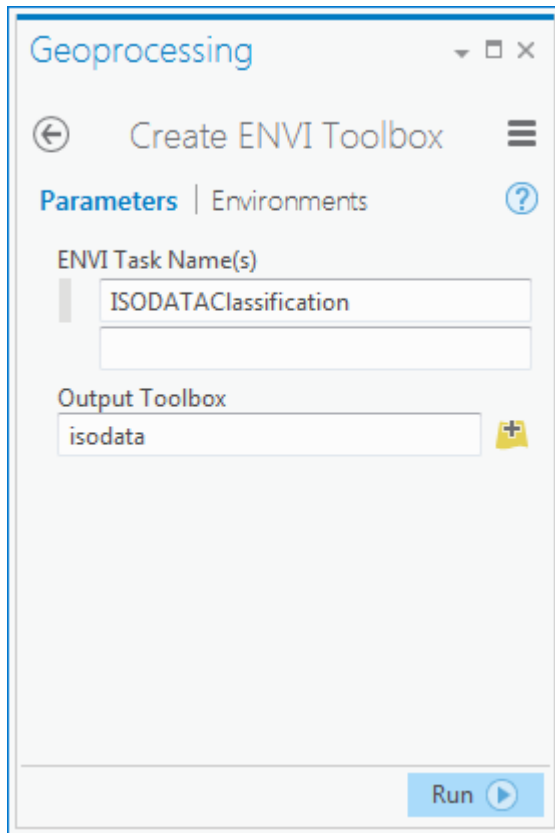 Geoprocessing
Create ENVI Toolbox
Parameters | Environments
ENVI Task Name(s)
ISODATAClassification
Output Toolbox
isodata
Run